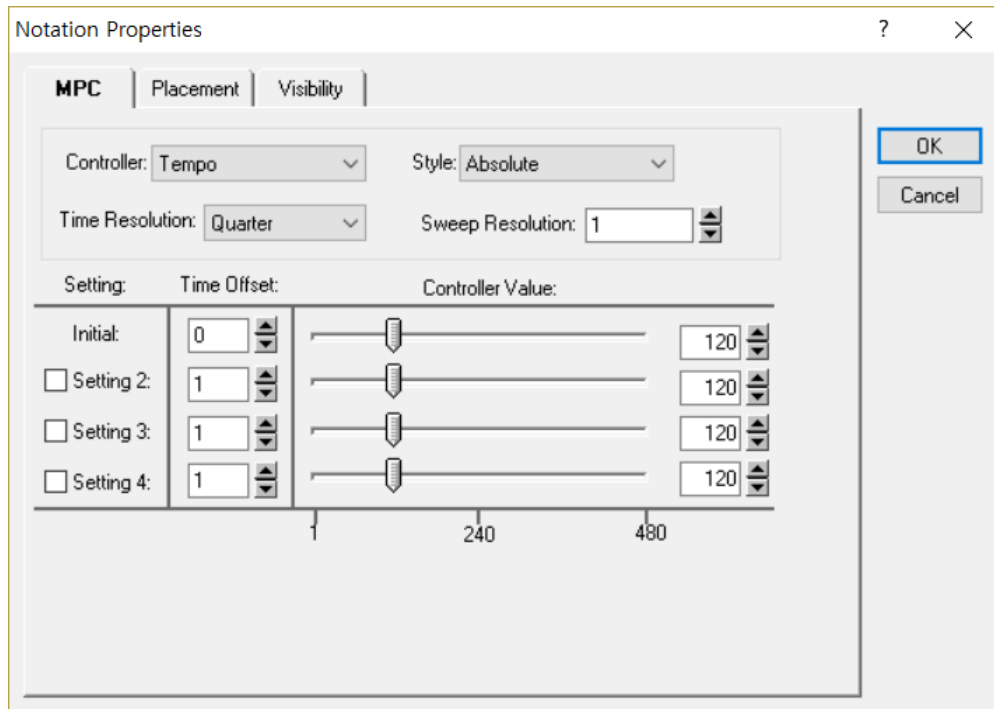 Notation Properties ?
MPC Placement Visibility
Controller: Tempo Style: Absolute OK
Time Resolution: Quarter Sweep Resolution: 1 Cancel
Setting: Time Offset: Controller Value:
Initial: 0 120
Setting 2: 1 120
Setting 3: 1 120
Setting 4: 1 120
1 240 480